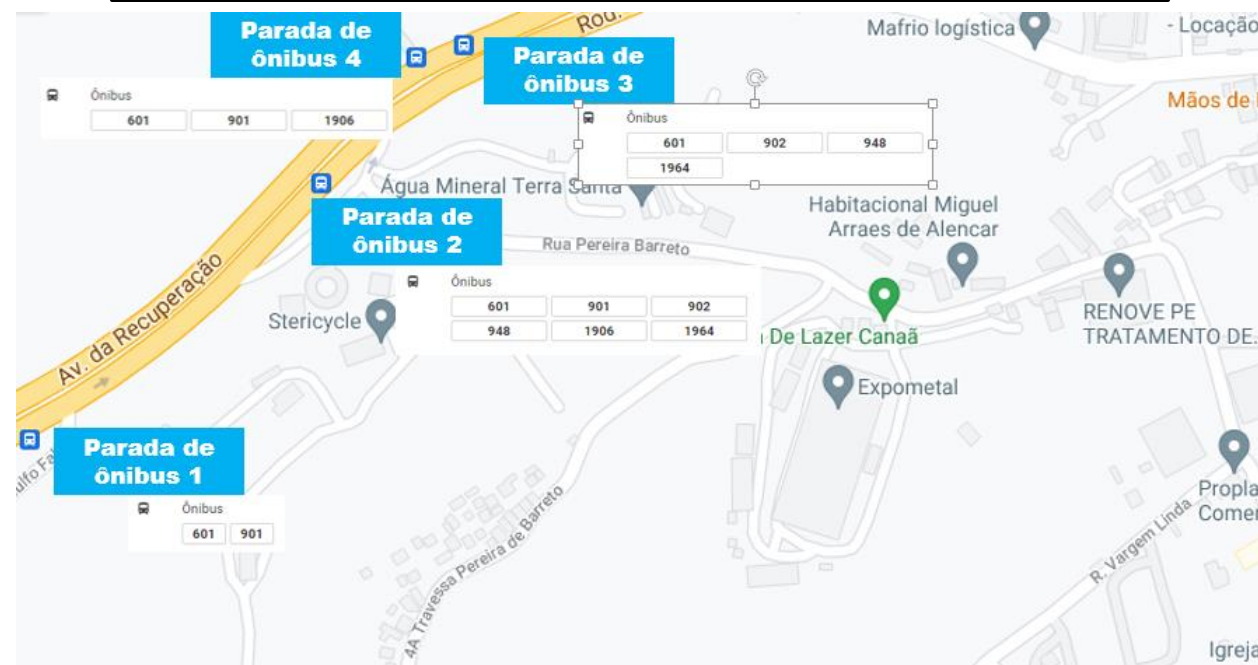 Parada de
ônibus 4
Rod.
Mafrio logística
- Locação
Parada de
ônibus 3
Ônibus
601 901 1906
Mãos de
Ônibus
601 902 948
1964
Água Mineral Terra Santa
Habitacional Miguel
Arraes de Alencar
Parada de
ônibus 2
Rua Pereira Barreto
Ônibus
601 901 902
948 1906 1964
Av. da Recuperação
Stericycle
De Lazer Canaã
RENOVE PE
TRATAMENTO DE.
Expometal
Parada de
ônibus 1
Ônibus
601 901
4A Travessa Pereira de Barreto
R. Vargem Linda
Propla
Comer
Igreja